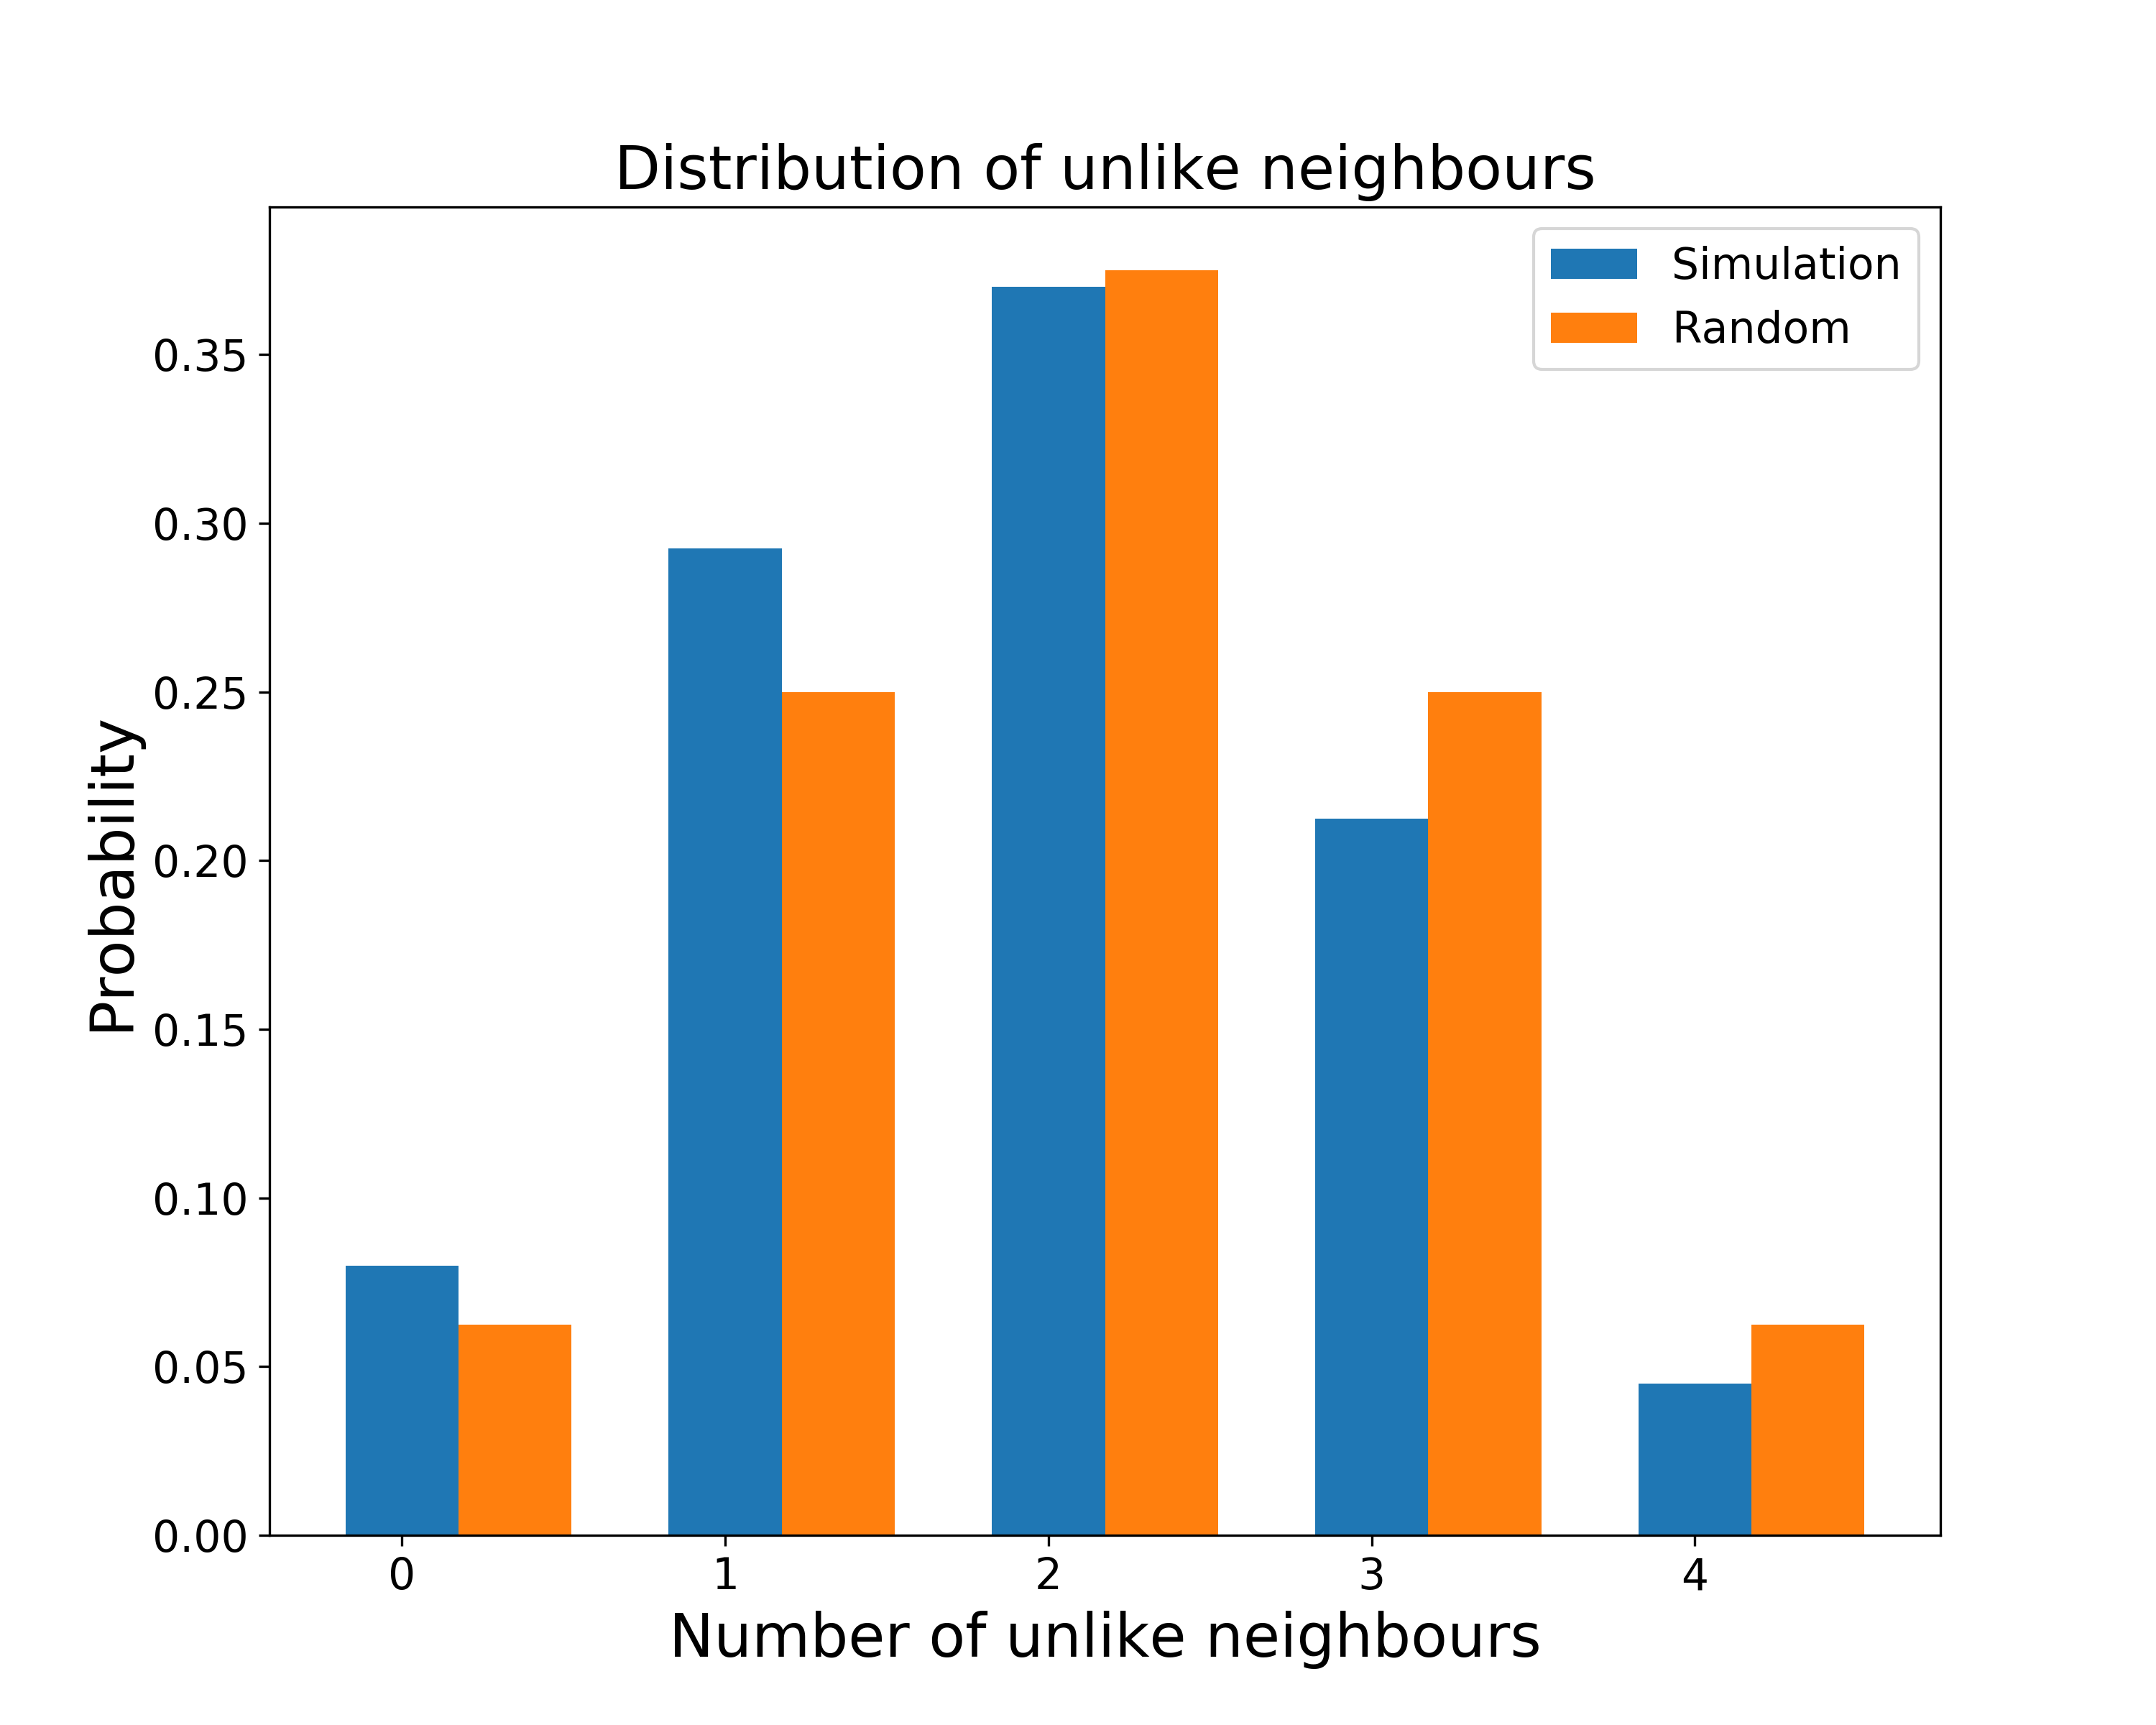 Distribution of unlike neighbours
Simulation
Random
0.35
0.30
0.25
0.20
0.15
0.10
0.05
0.00
Probability
0 1 2 3 4
Number of unlike neighbours